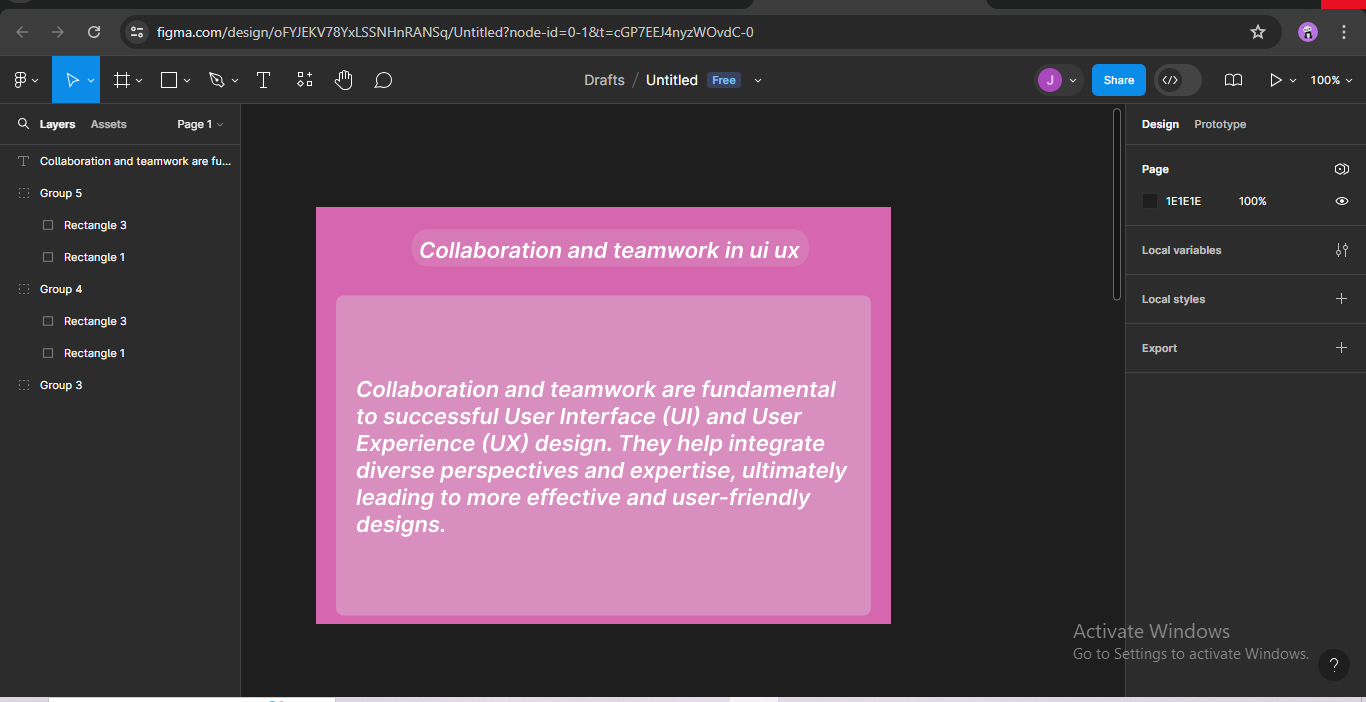 figma.com/design/oFYJEKV78YxLSSNHnRANSq/Untitled?node-id=0-1&t=cGP7EEJ4nyzWOvdC-0
Drafts / Untitled Free
J
Share
100%
Layers Assets Page 1
Collaboration and teamwork are fu...
Group 5
Rectangle 3
Rectangle 1
Group 4
Rectangle 3
Rectangle 1
Group 3
Collaboration and teamwork in ui ux
Collaboration and teamwork are fundamental
to successful User Interface (UI) and User
Experience (UX) design. They help integrate
diverse perspectives and expertise, ultimately
leading to more effective and user-friendly
designs.
Design Prototype
Page
1E1E1E 100%
Local variables
Local styles
Export
Activate Windows
Go to Settings to activate Windows.
?